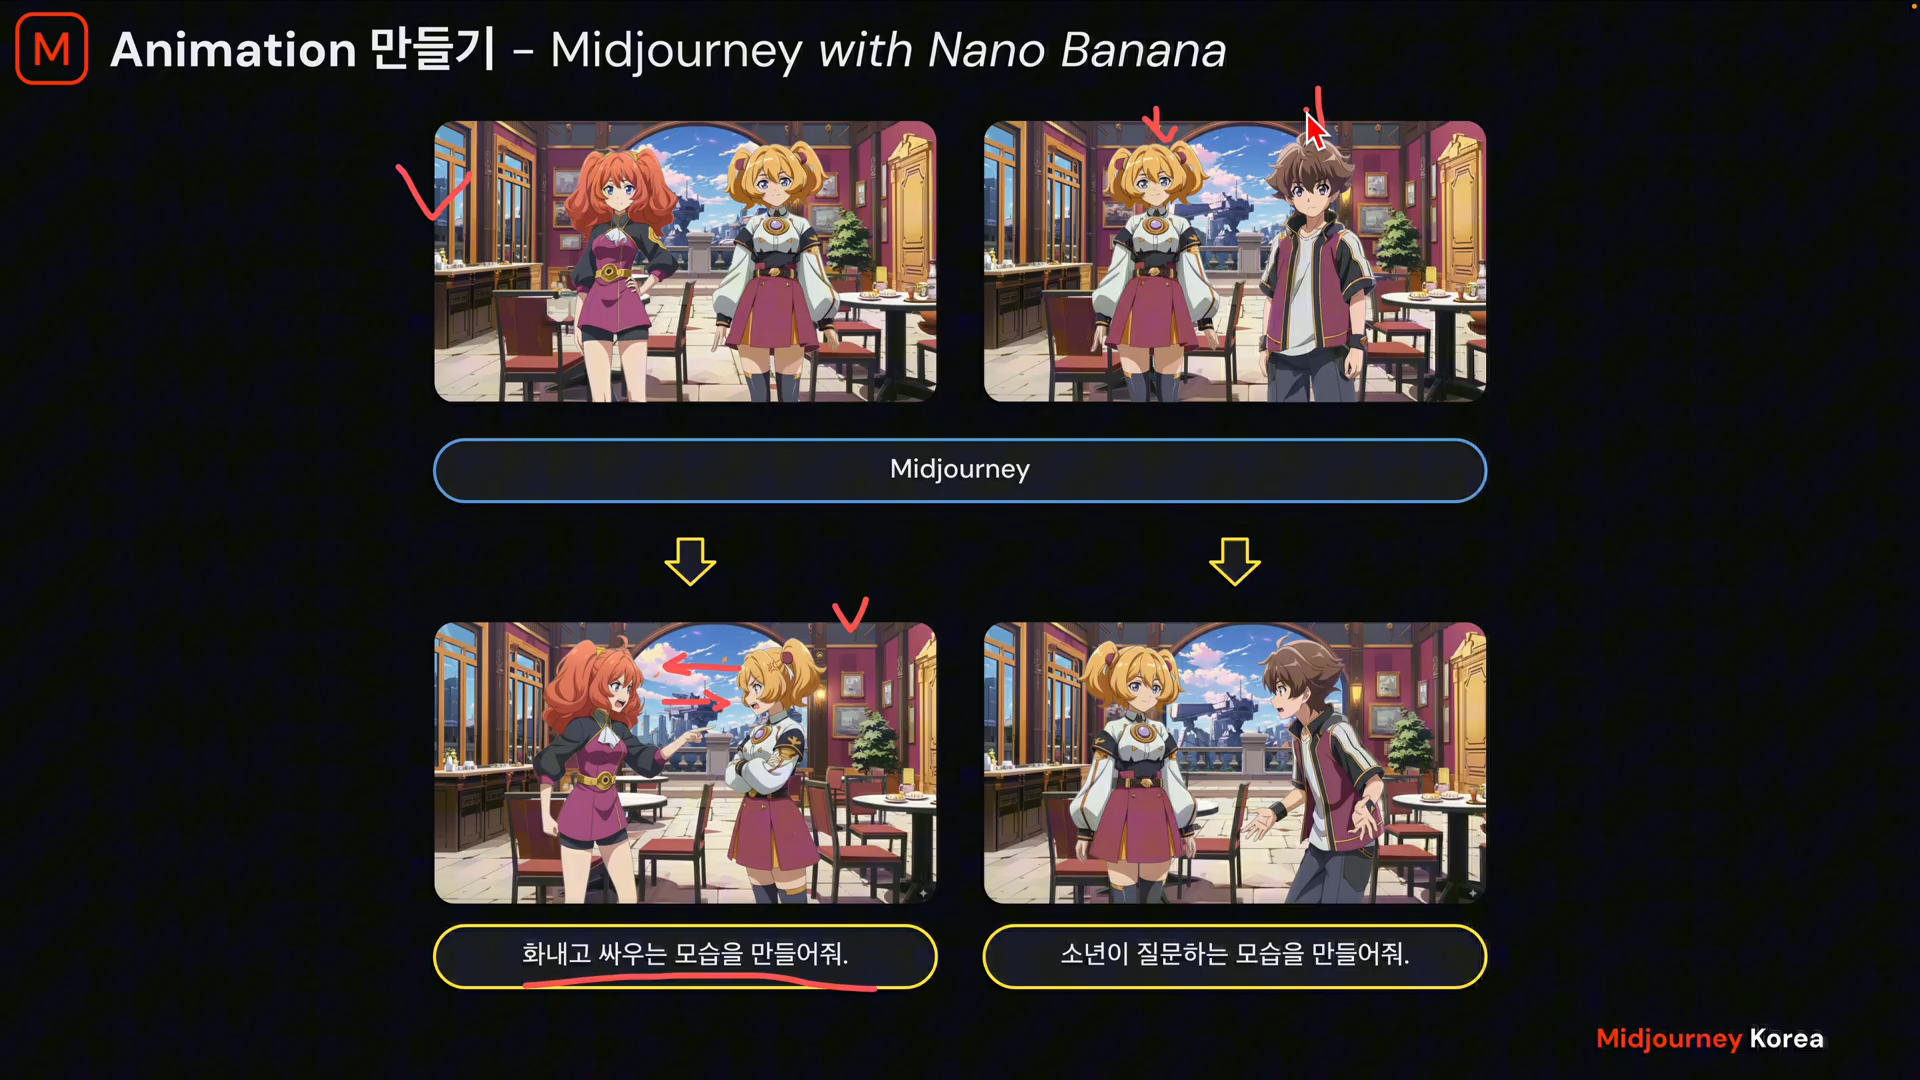 M
Animation 만들기 - Midjourney with Nano Banana
Midjourney
화내고 싸우는 모습을 만들어줘.
소년이 질문하는 모습을 만들어줘.
Midjourney Korea